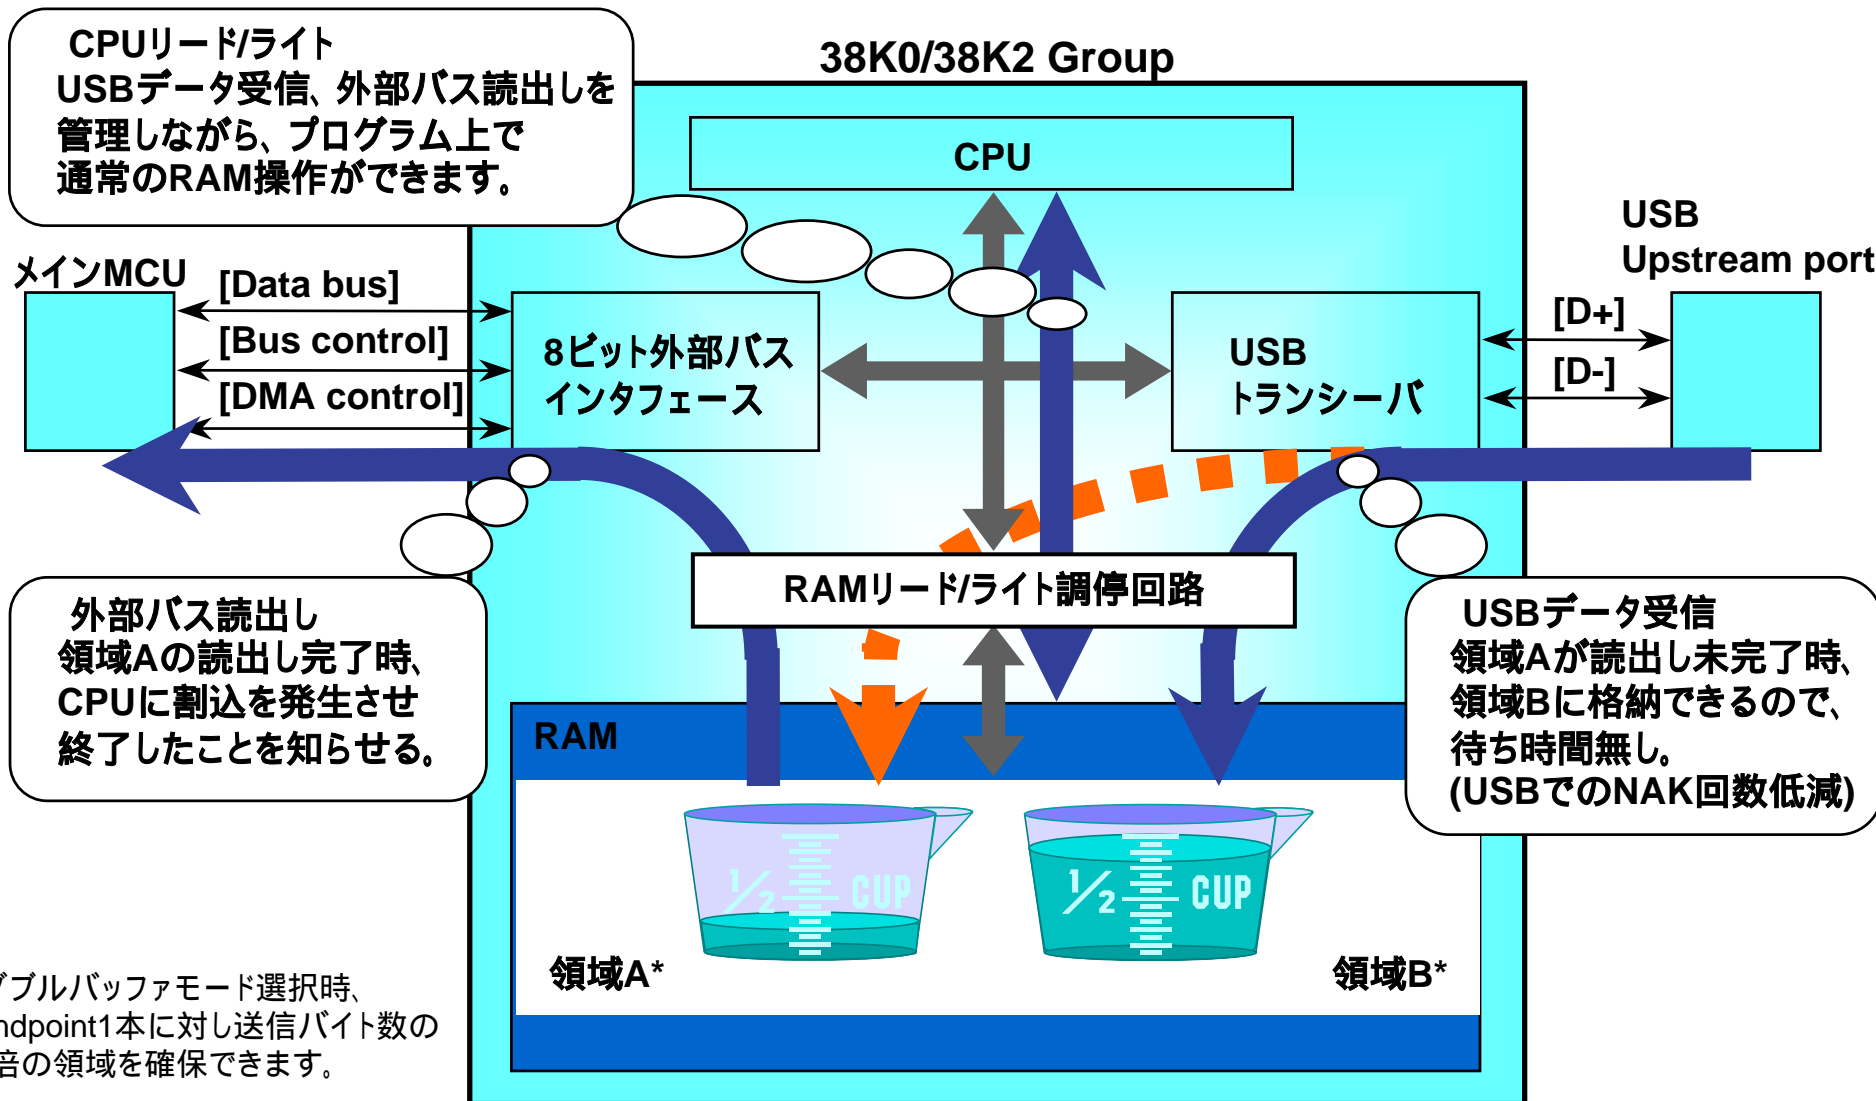 CPUリード/ライト
USBデータ受信、外部バス読出しを
管理しながら、プログラム上で
通常のRAM操作ができます。
38K0/38K2 Group
CPU
USB
Upstream port
メインMCU
[Data bus]
[Bus control]
[DMA control]
8ビット外部バス
インタフェース
USB
トランシーバ
[D+]
[D-]
RAMリード/ライト調停回路
外部バス読出し
領域Aの読出し完了時、
CPUに割込を発生させ
終了したことを知らせる。
USBデータ受信
領域Aが読出し未完了時、
領域Bに格納できるので、
待ち時間無し。
(USBでのNAK回数低減)
RAM
1/2 CUP
1/2 CUP
領域A*
領域B*
ブルバッファモード選択時、
ndpoint1本に対し送信バイト数の
倍の領域を確保できます。